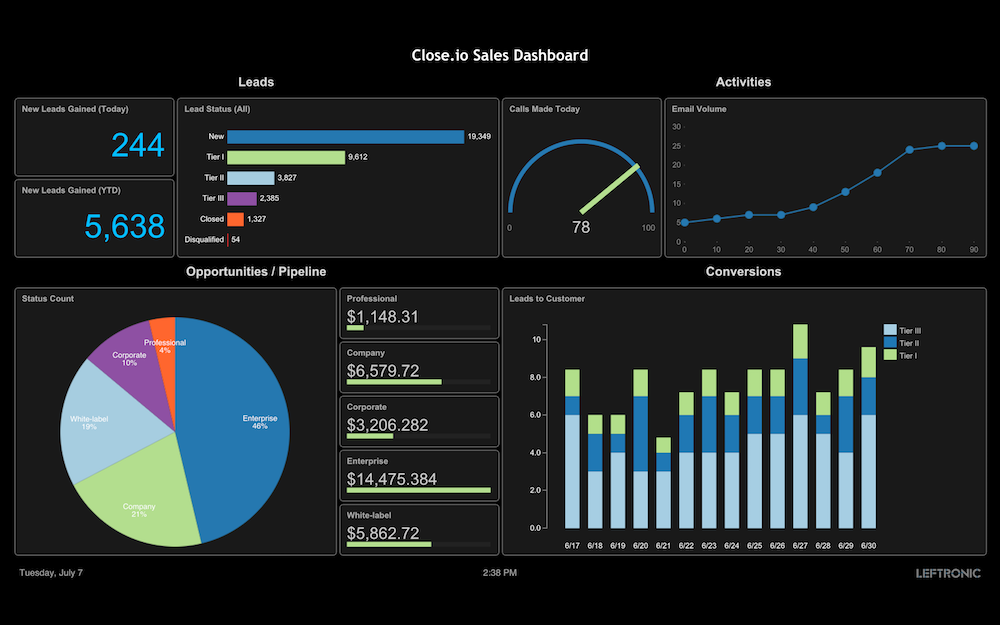 Close.io Sales Dashboard
Leads
Activities
New Leads Gained (Today)
244
New Leads Gained (YTD)
5,638
Lead Status (All)
New 19,349
Tier I 9,612
Tier II 3,827
Tier III 2,385
Closed 1,327
Disqualified 54
Calls Made Today
78
0 100
Email Volume
30
25
20
15
10
5
0
0 10 20 30 40 50 60 70 80 90
Opportunities / Pipeline
Conversions
Status Count
Professional
4%
Corporate
10%
White-label
19%
Enterprise
46%
Company
21%
Professional
$1,148.31
Company
$6,579.72
Corporate
$3,206.282
Enterprise
$14,475.384
White-label
$5,862.72
Leads to Customer
10
8.0
6.0
4.0
2.0
0.0
6/17 6/18 6/19 6/20 6/21 6/22 6/23 6/24 6/25 6/26 6/27 6/28 6/29 6/30
Tier III
Tier II
Tier I
Tuesday, July 7
2:38 PM
LEFTRONIC